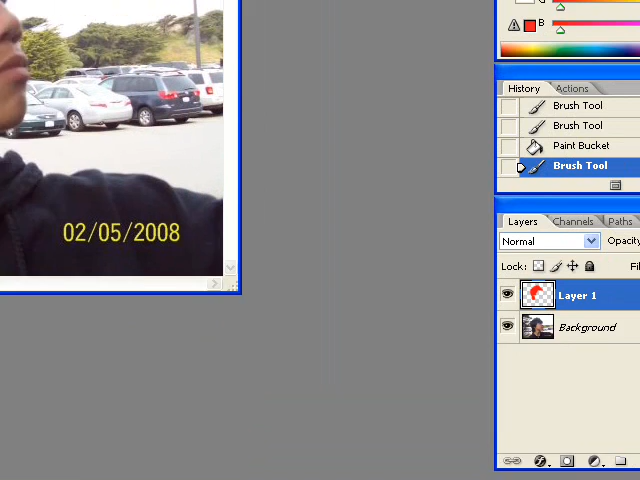 B
History Actions
Brush Tool
Brush Tool
Paint Bucket
Brush Tool
Layers Channels Paths
Normal Opacity
Lock: Fil
Layer 1
Background
02/05/2008